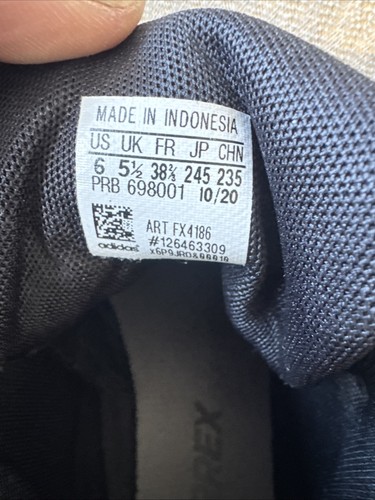 MADE IN INDONESIA
US UK FR JP CHN
6 5½ 38⅔ 245 235
PRB 698001 10/20
ART FX4186
#126463309
adidas
REX